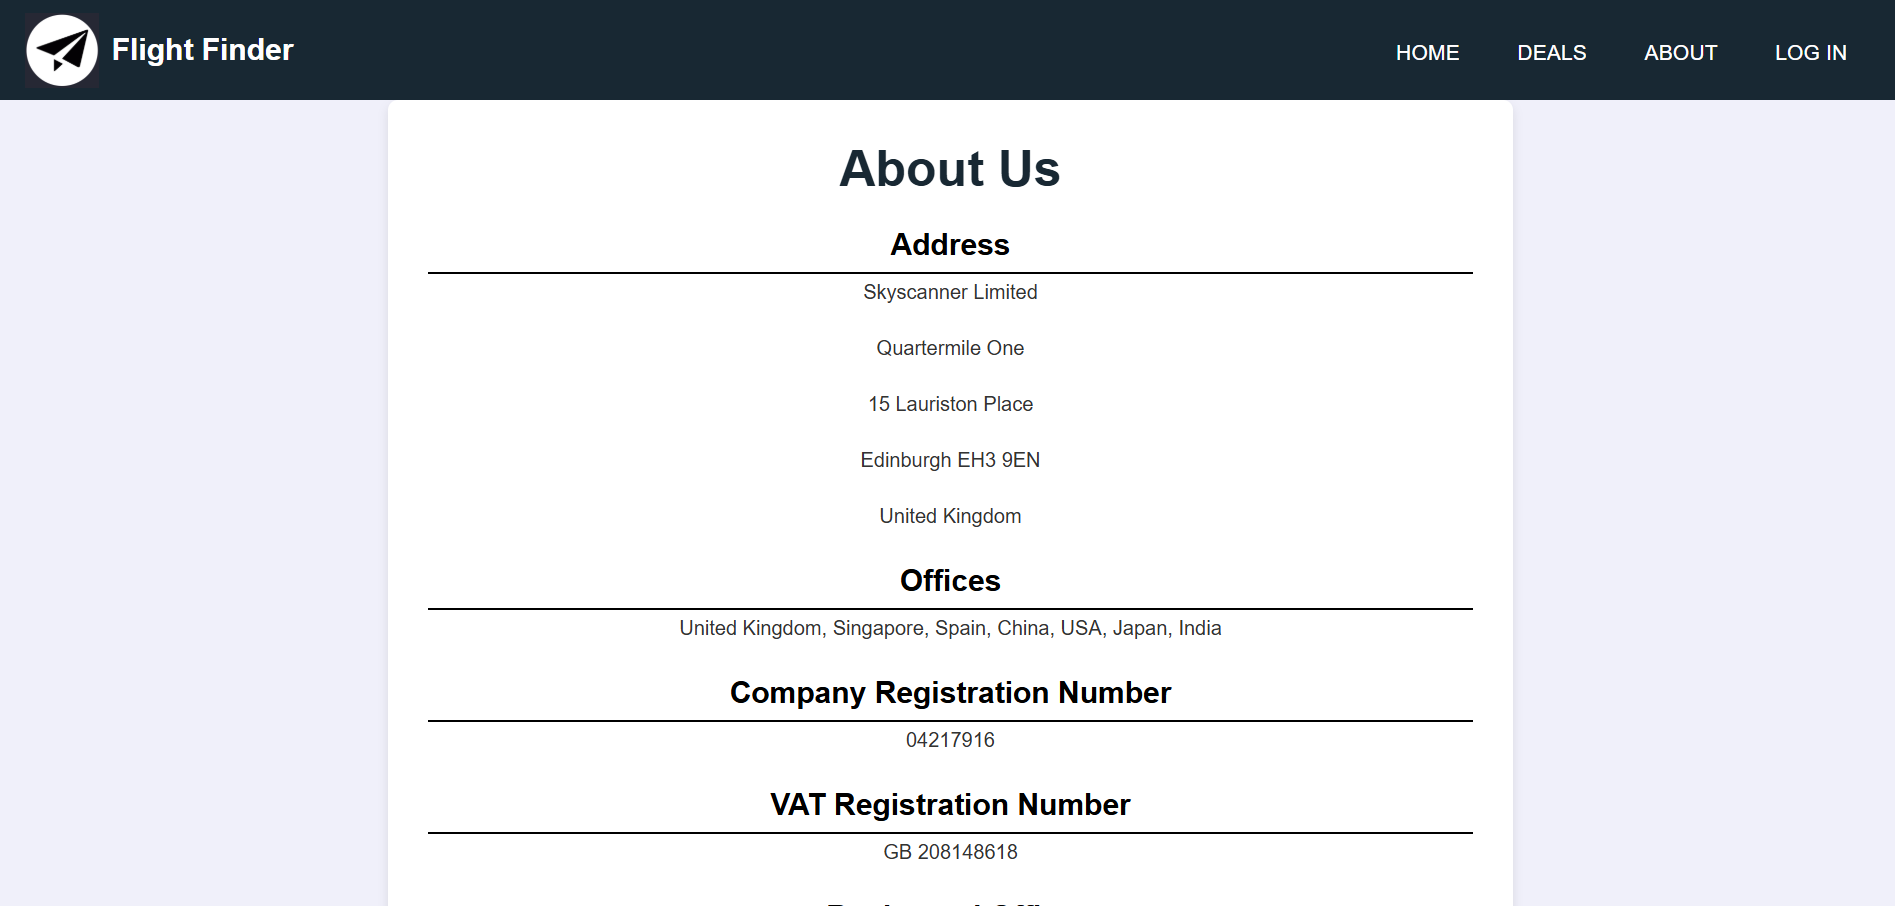 Flight Finder
HOME DEALS ABOUT LOG IN
About Us
Address
Skyscanner Limited
Quartermile One
15 Lauriston Place
Edinburgh EH3 9EN
United Kingdom
Offices
United Kingdom, Singapore, Spain, China, USA, Japan, India
Company Registration Number
04217916
VAT Registration Number
GB 208148618